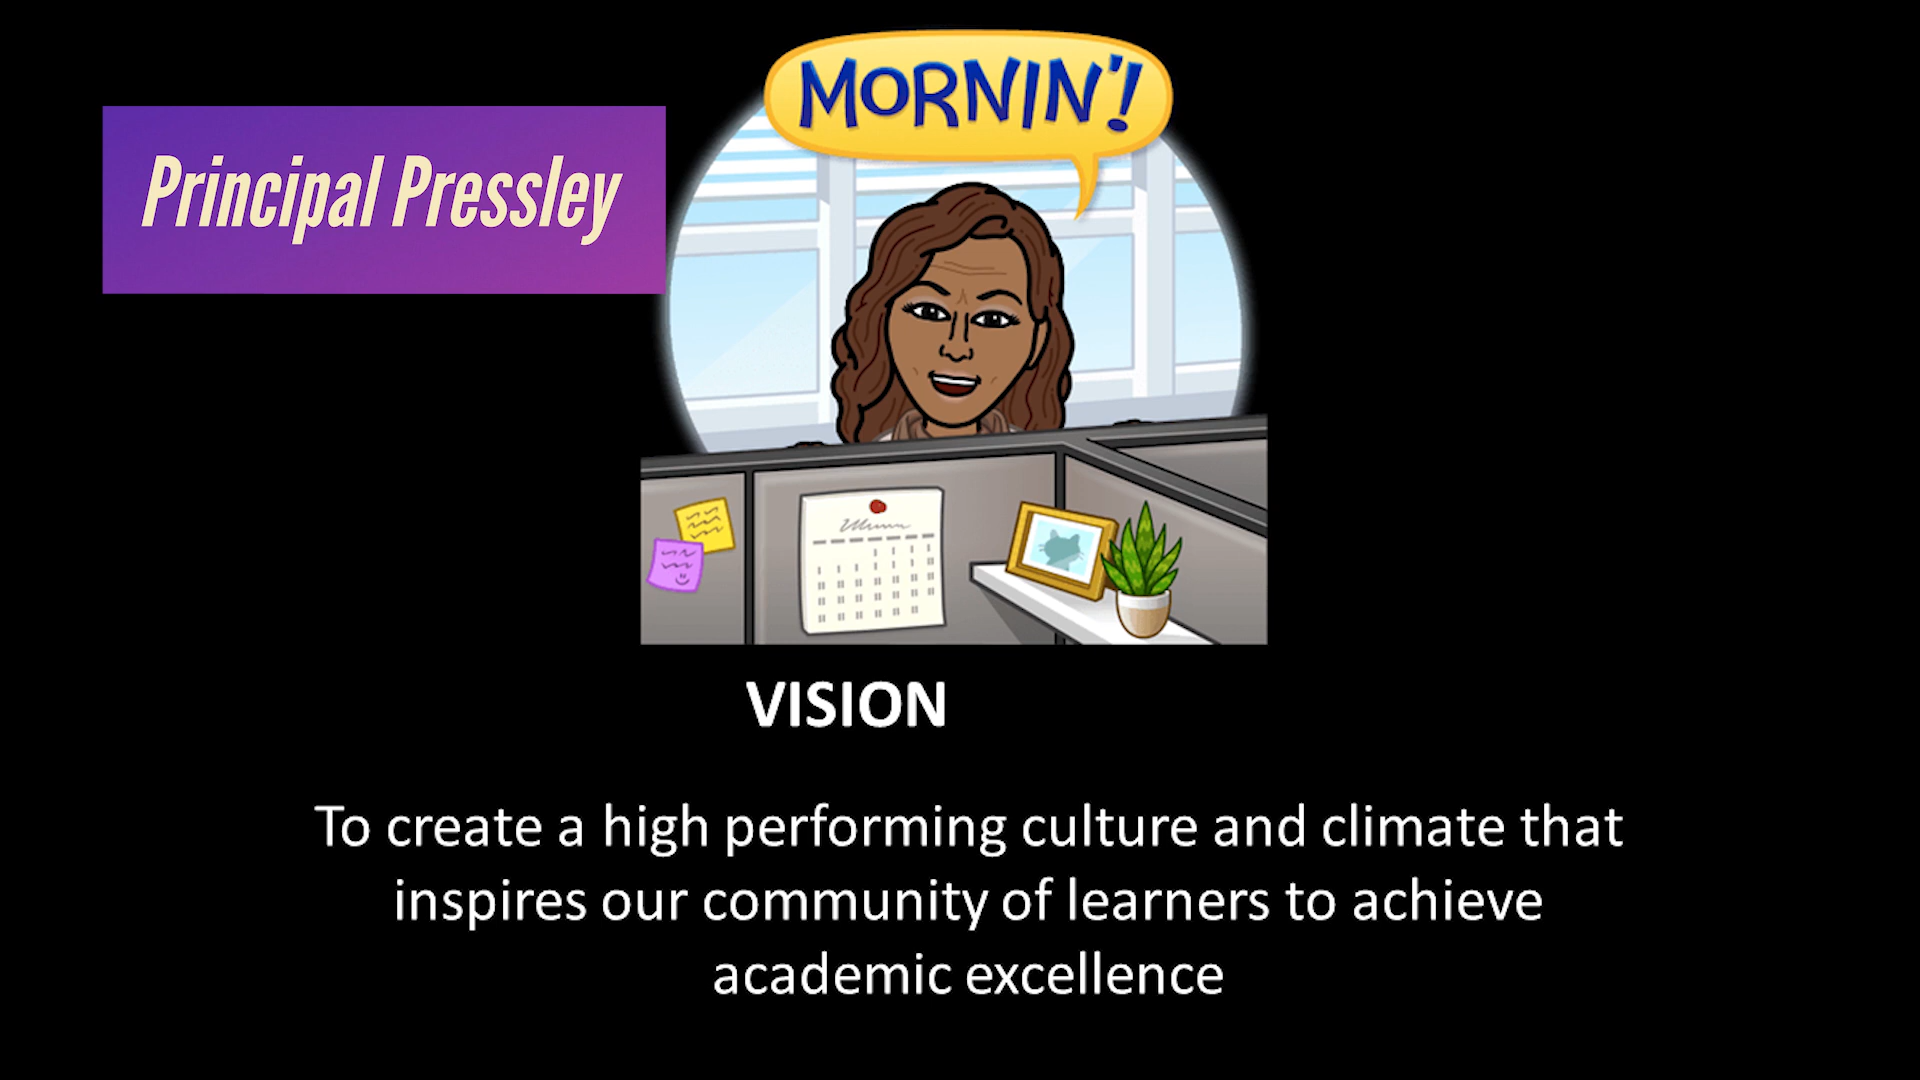 MORNIN'!
Principal Pressley
VISION
To create a high performing culture and climate that
inspires our community of learners to achieve
academic excellence